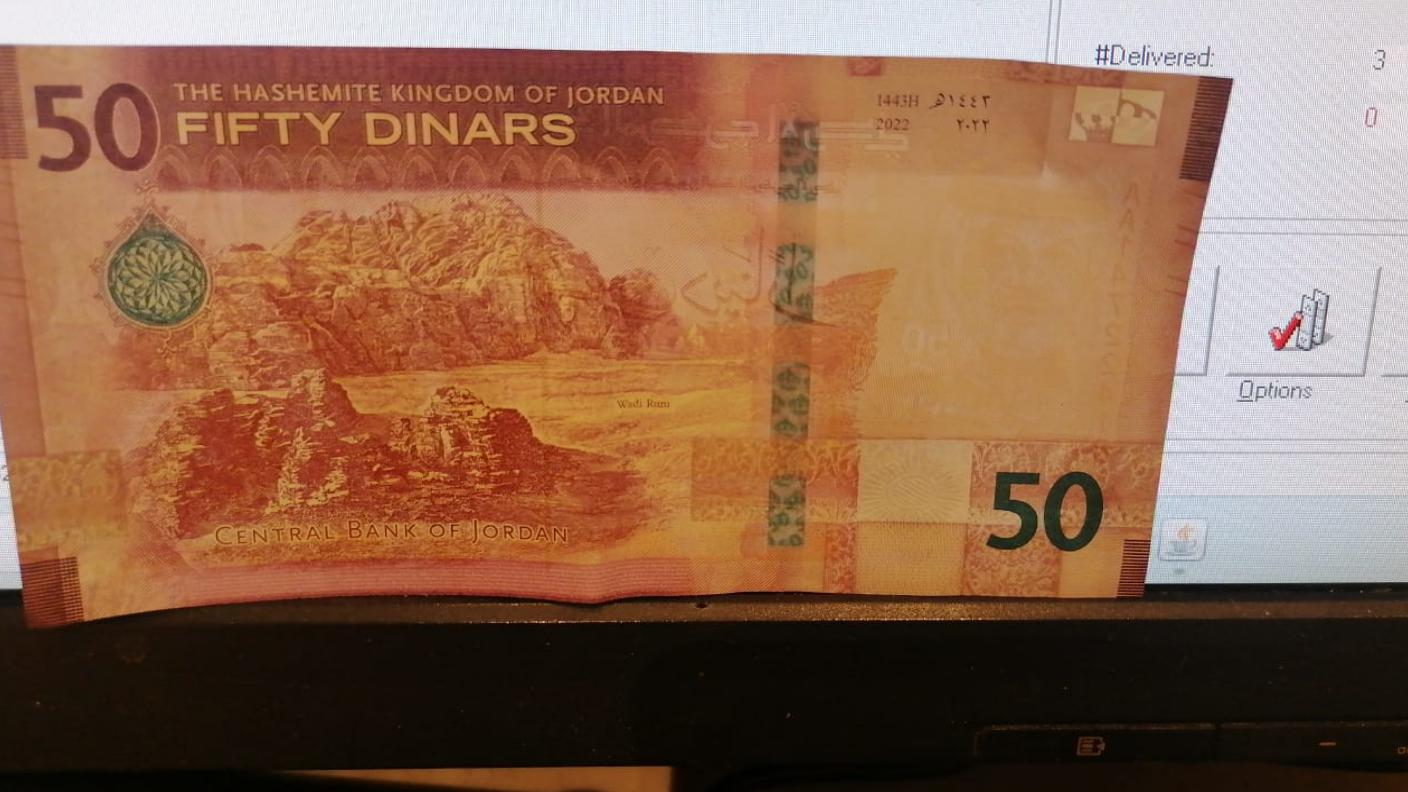 #Delivered: 3
0
50
THE HASHEMITE KINGDOM OF JORDAN
FIFTY DINARS
1443H ١٤٤٣هـ
2022 ٢٠٢٢
Wadi Rum
CENTRAL BANK OF JORDAN
50
Options